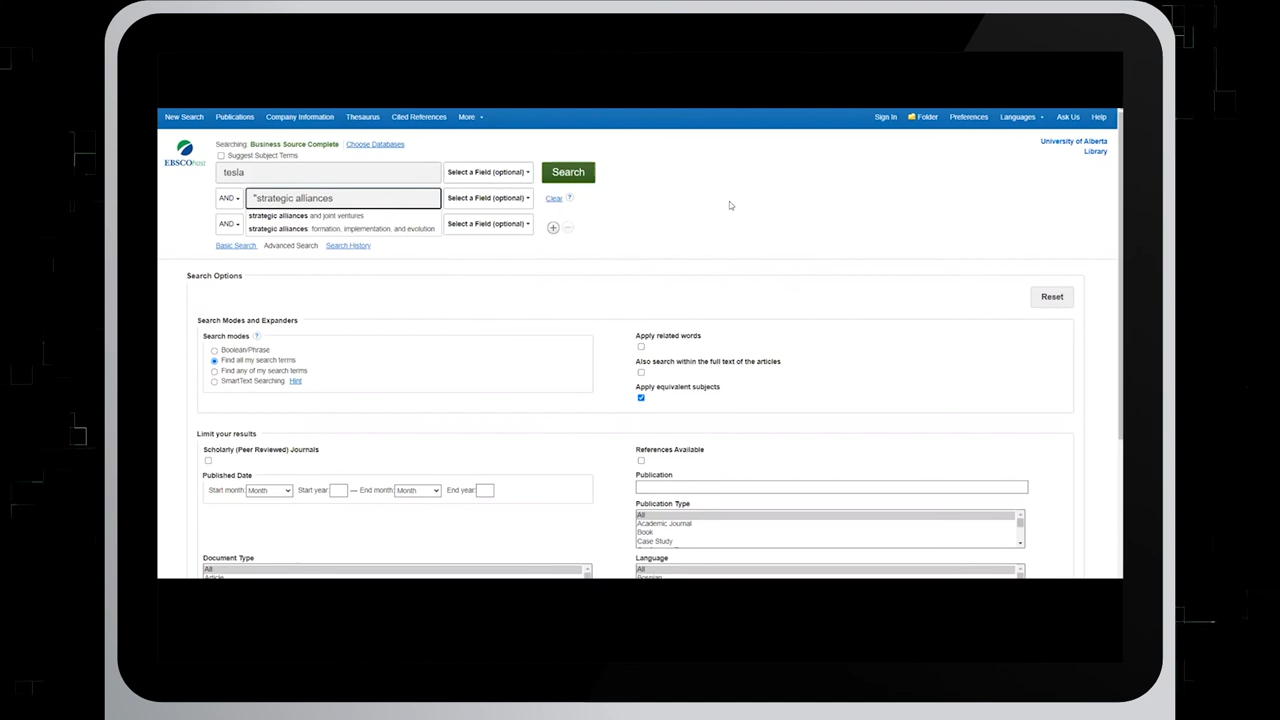 New Search Publications Company Information Thesaurus Cited References More Sign In Folder Preferences Languages Ask Us Help
Searching: Business Source Complete Choose Databases
University of Alberta
Library
Suggest Subject Terms
EBSCOHost
tesla Select a Field (optional) Search
AND "strategic alliances Select a Field (optional) Clear ?
strategic alliances and joint ventures
AND Select a Field (optional)
strategic alliances: formation, implementation, and evolution
Basic Search Advanced Search Search History
Search Options
Reset
Search Modes and Expanders
Search modes ?
Boolean/Phrase
Find all my search terms
Find any of my search terms
SmartText Searching Hint
Apply related words
Also search within the full text of the articles
Apply equivalent subjects
Limit your results
Scholarly (Peer Reviewed) Journals
Published Date
Start month: Month Start year: — End month: Month End year:
References Available
Publication
Publication Type
All
Academic Journal
Book
Case Study
Document Type
All
Article
Language
All
Bosnian